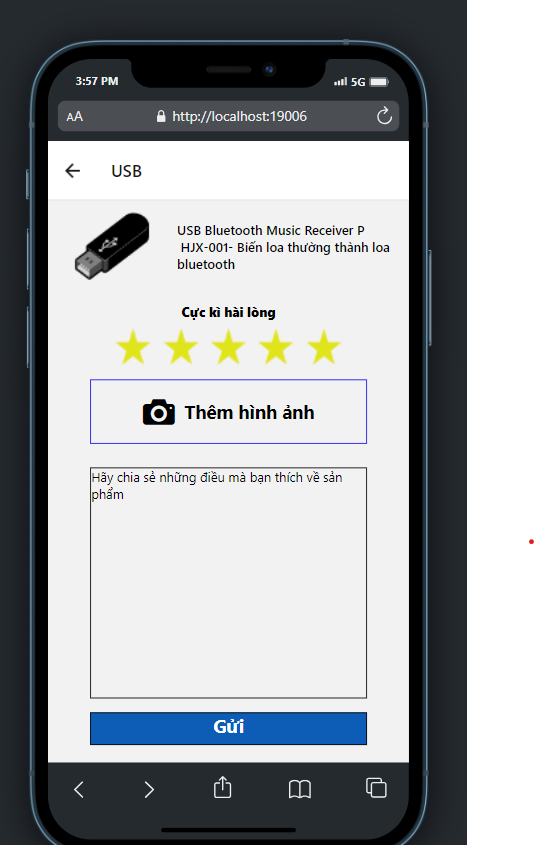 3:57 PM
5G
AA
http://localhost:19006
USB
USB Bluetooth Music Receiver P
HJX-001- Biến loa thường thành loa
bluetooth
Cực kì hài lòng
Thêm hình ảnh
Hãy chia sẻ những điều mà bạn thích về sản
phẩm
Gửi